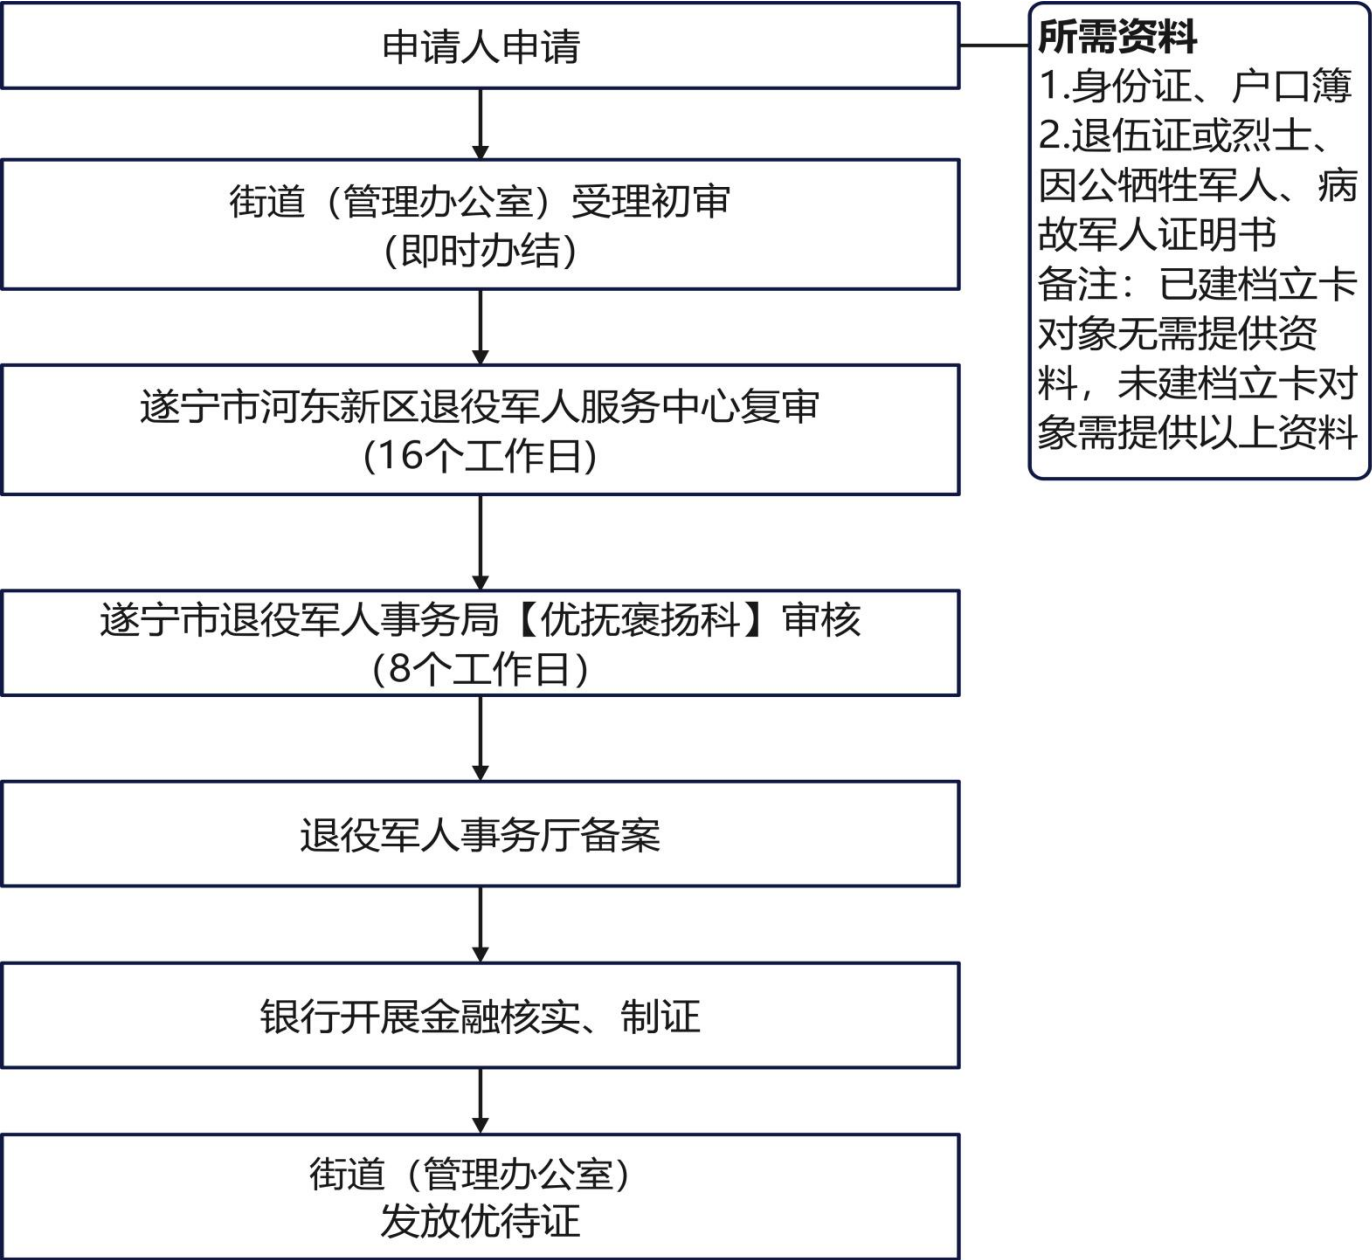 申请人申请
所需资料
1.身份证、户口簿
2.退伍证或烈士、
因公牺牲军人、病
故军人证明书
备注：已建档立卡
对象无需提供资
料，未建档立卡对
象需提供以上资料
街道（管理办公室）受理初审
（即时办结）
遂宁市河东新区退役军人服务中心复审
(16个工作日)
遂宁市退役军人事务局【优抚褒扬科】审核
（8个工作日）
退役军人事务厅备案
银行开展金融核实、制证
街道（管理办公室）
发放优待证